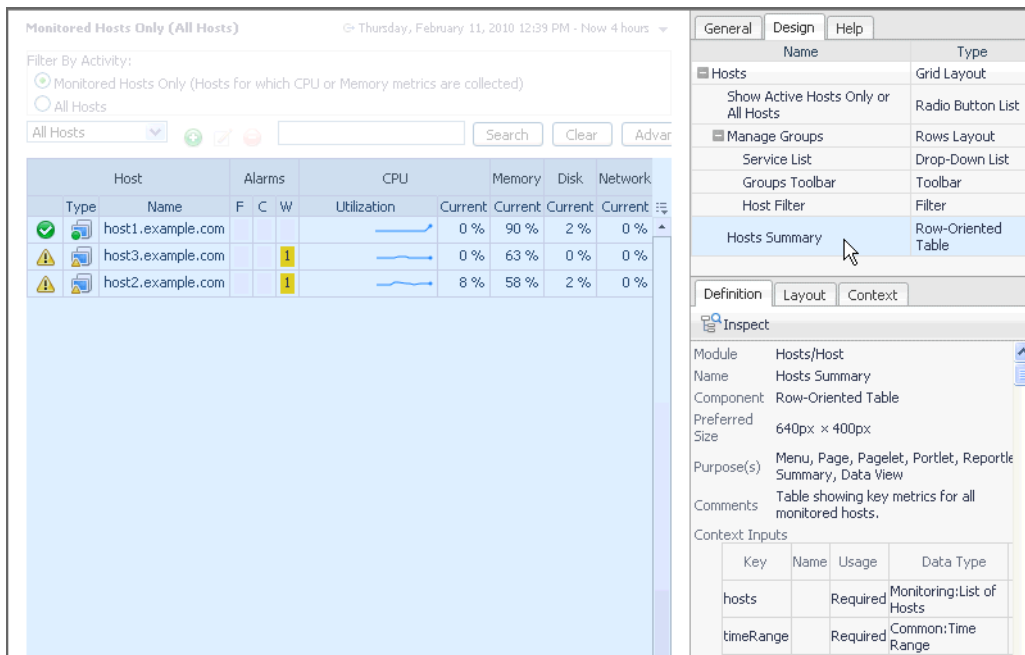 Monitored Hosts Only (All Hosts) Thursday, February 11, 2010 12:39 PM - Now 4 hours
Filter By Activity:
Monitored Hosts Only (Hosts for which CPU or Memory metrics are collected)
All Hosts
All Hosts Search Clear Advar
Host Alarms CPU Memory Disk Network
Type Name F C W Utilization Current Current Current Current
host1.example.com 0 % 90 % 2 % 0 %
host3.example.com 1 0 % 63 % 0 % 0 %
host2.example.com 1 8 % 58 % 2 % 0 %
General Design Help
Name Type
Hosts Grid Layout
Show Active Hosts Only or
All Hosts Radio Button List
Manage Groups Rows Layout
Service List Drop-Down List
Groups Toolbar Toolbar
Host Filter Filter
Hosts Summary Row-Oriented
Table
Definition Layout Context
Inspect
Module Hosts/Host
Name Hosts Summary
Component Row-Oriented Table
Preferred
Size 640px × 400px
Purpose(s) Menu, Page, Pagelet, Portlet, Reportle
Summary, Data View
Comments Table showing key metrics for all
monitored hosts.
Context Inputs
Key Name Usage Data Type
hosts Required Monitoring:List of
Hosts
timeRange Required Common:Time
Range